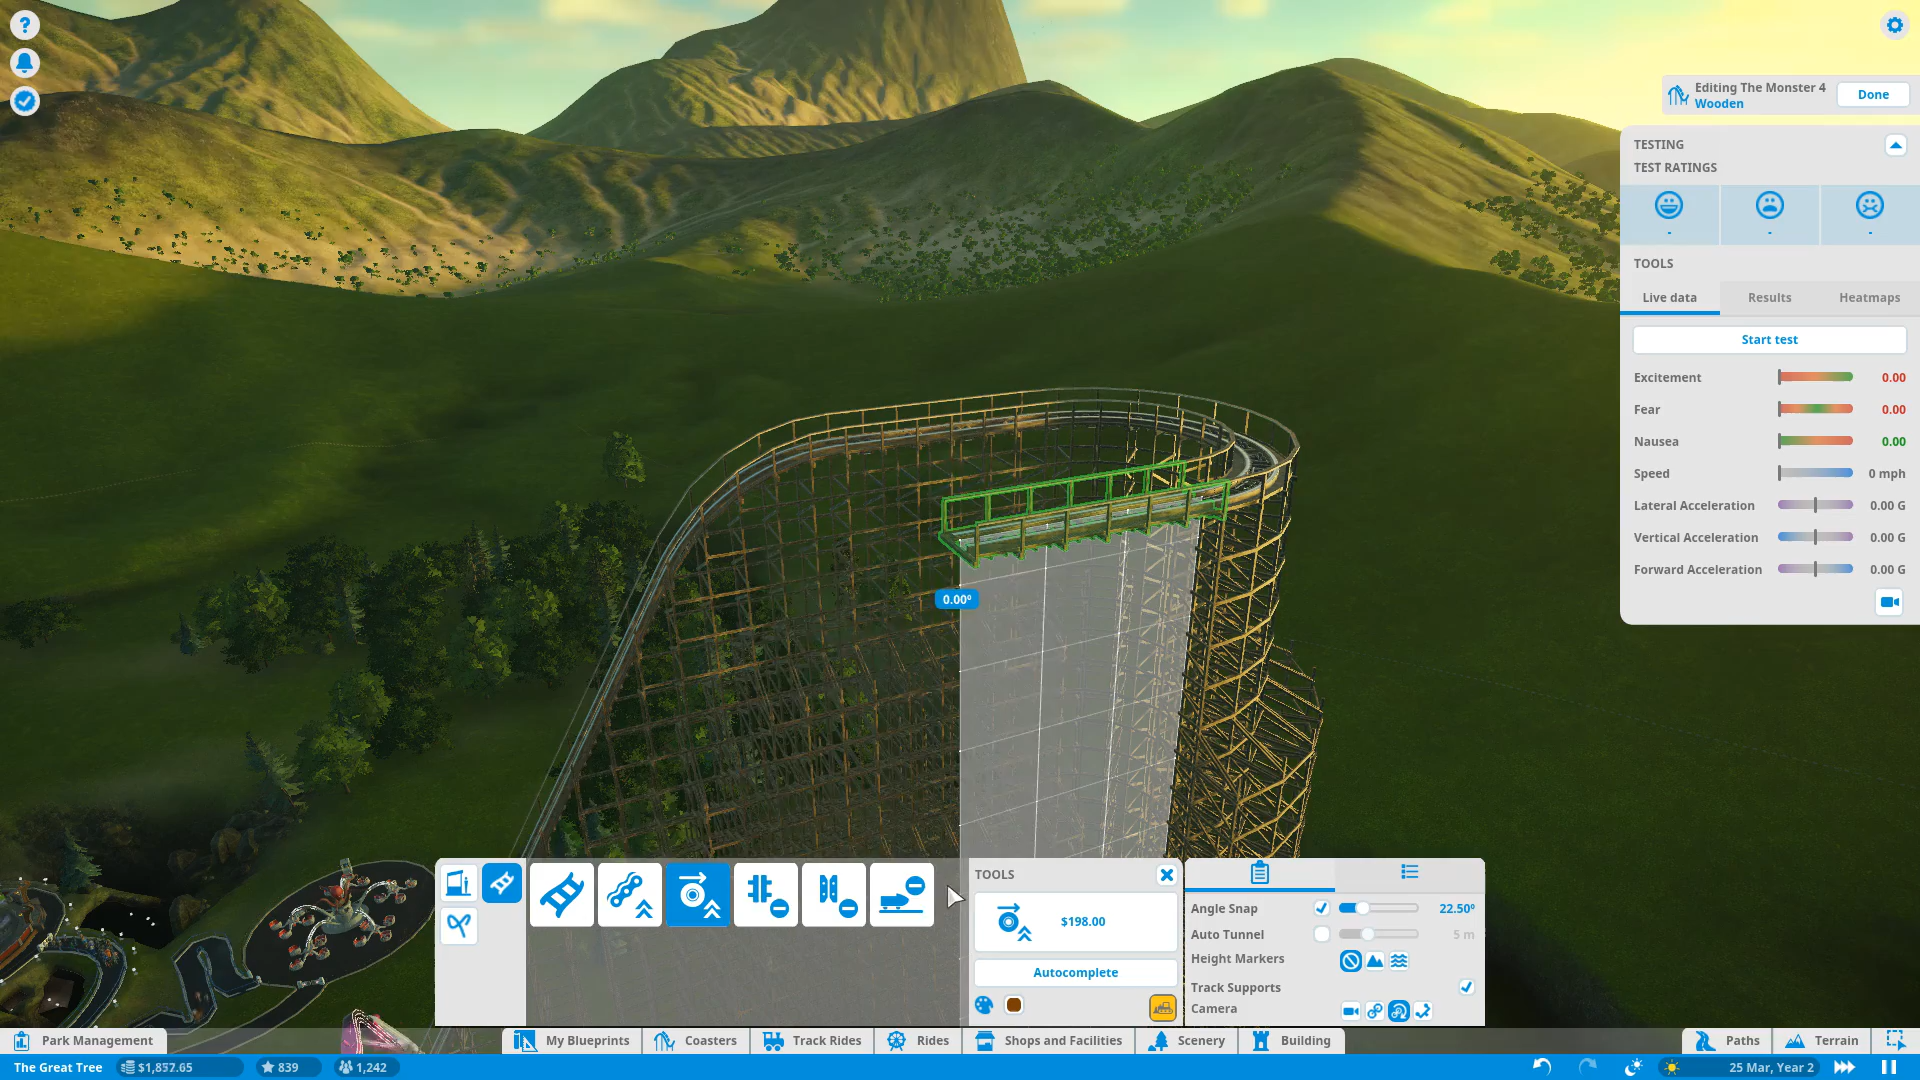 Editing The Monster 4
Wooden
Done
TESTING
TEST RATINGS
- - -
TOOLS
Live data Results Heatmaps
Start test
Excitement 0.00
Fear 0.00
Nausea 0.00
Speed 0 mph
Lateral Acceleration 0.00 G
Vertical Acceleration 0.00 G
Forward Acceleration 0.00 G
0.00°
TOOLS
$198.00
Autocomplete
Angle Snap 22.50°
Auto Tunnel 5 m
Height Markers
Track Supports
Camera
Park Management My Blueprints Coasters Track Rides Rides Shops and Facilities Scenery Building Paths Terrain
The Great Tree $1,857.65 839 1,242 25 Mar, Year 2